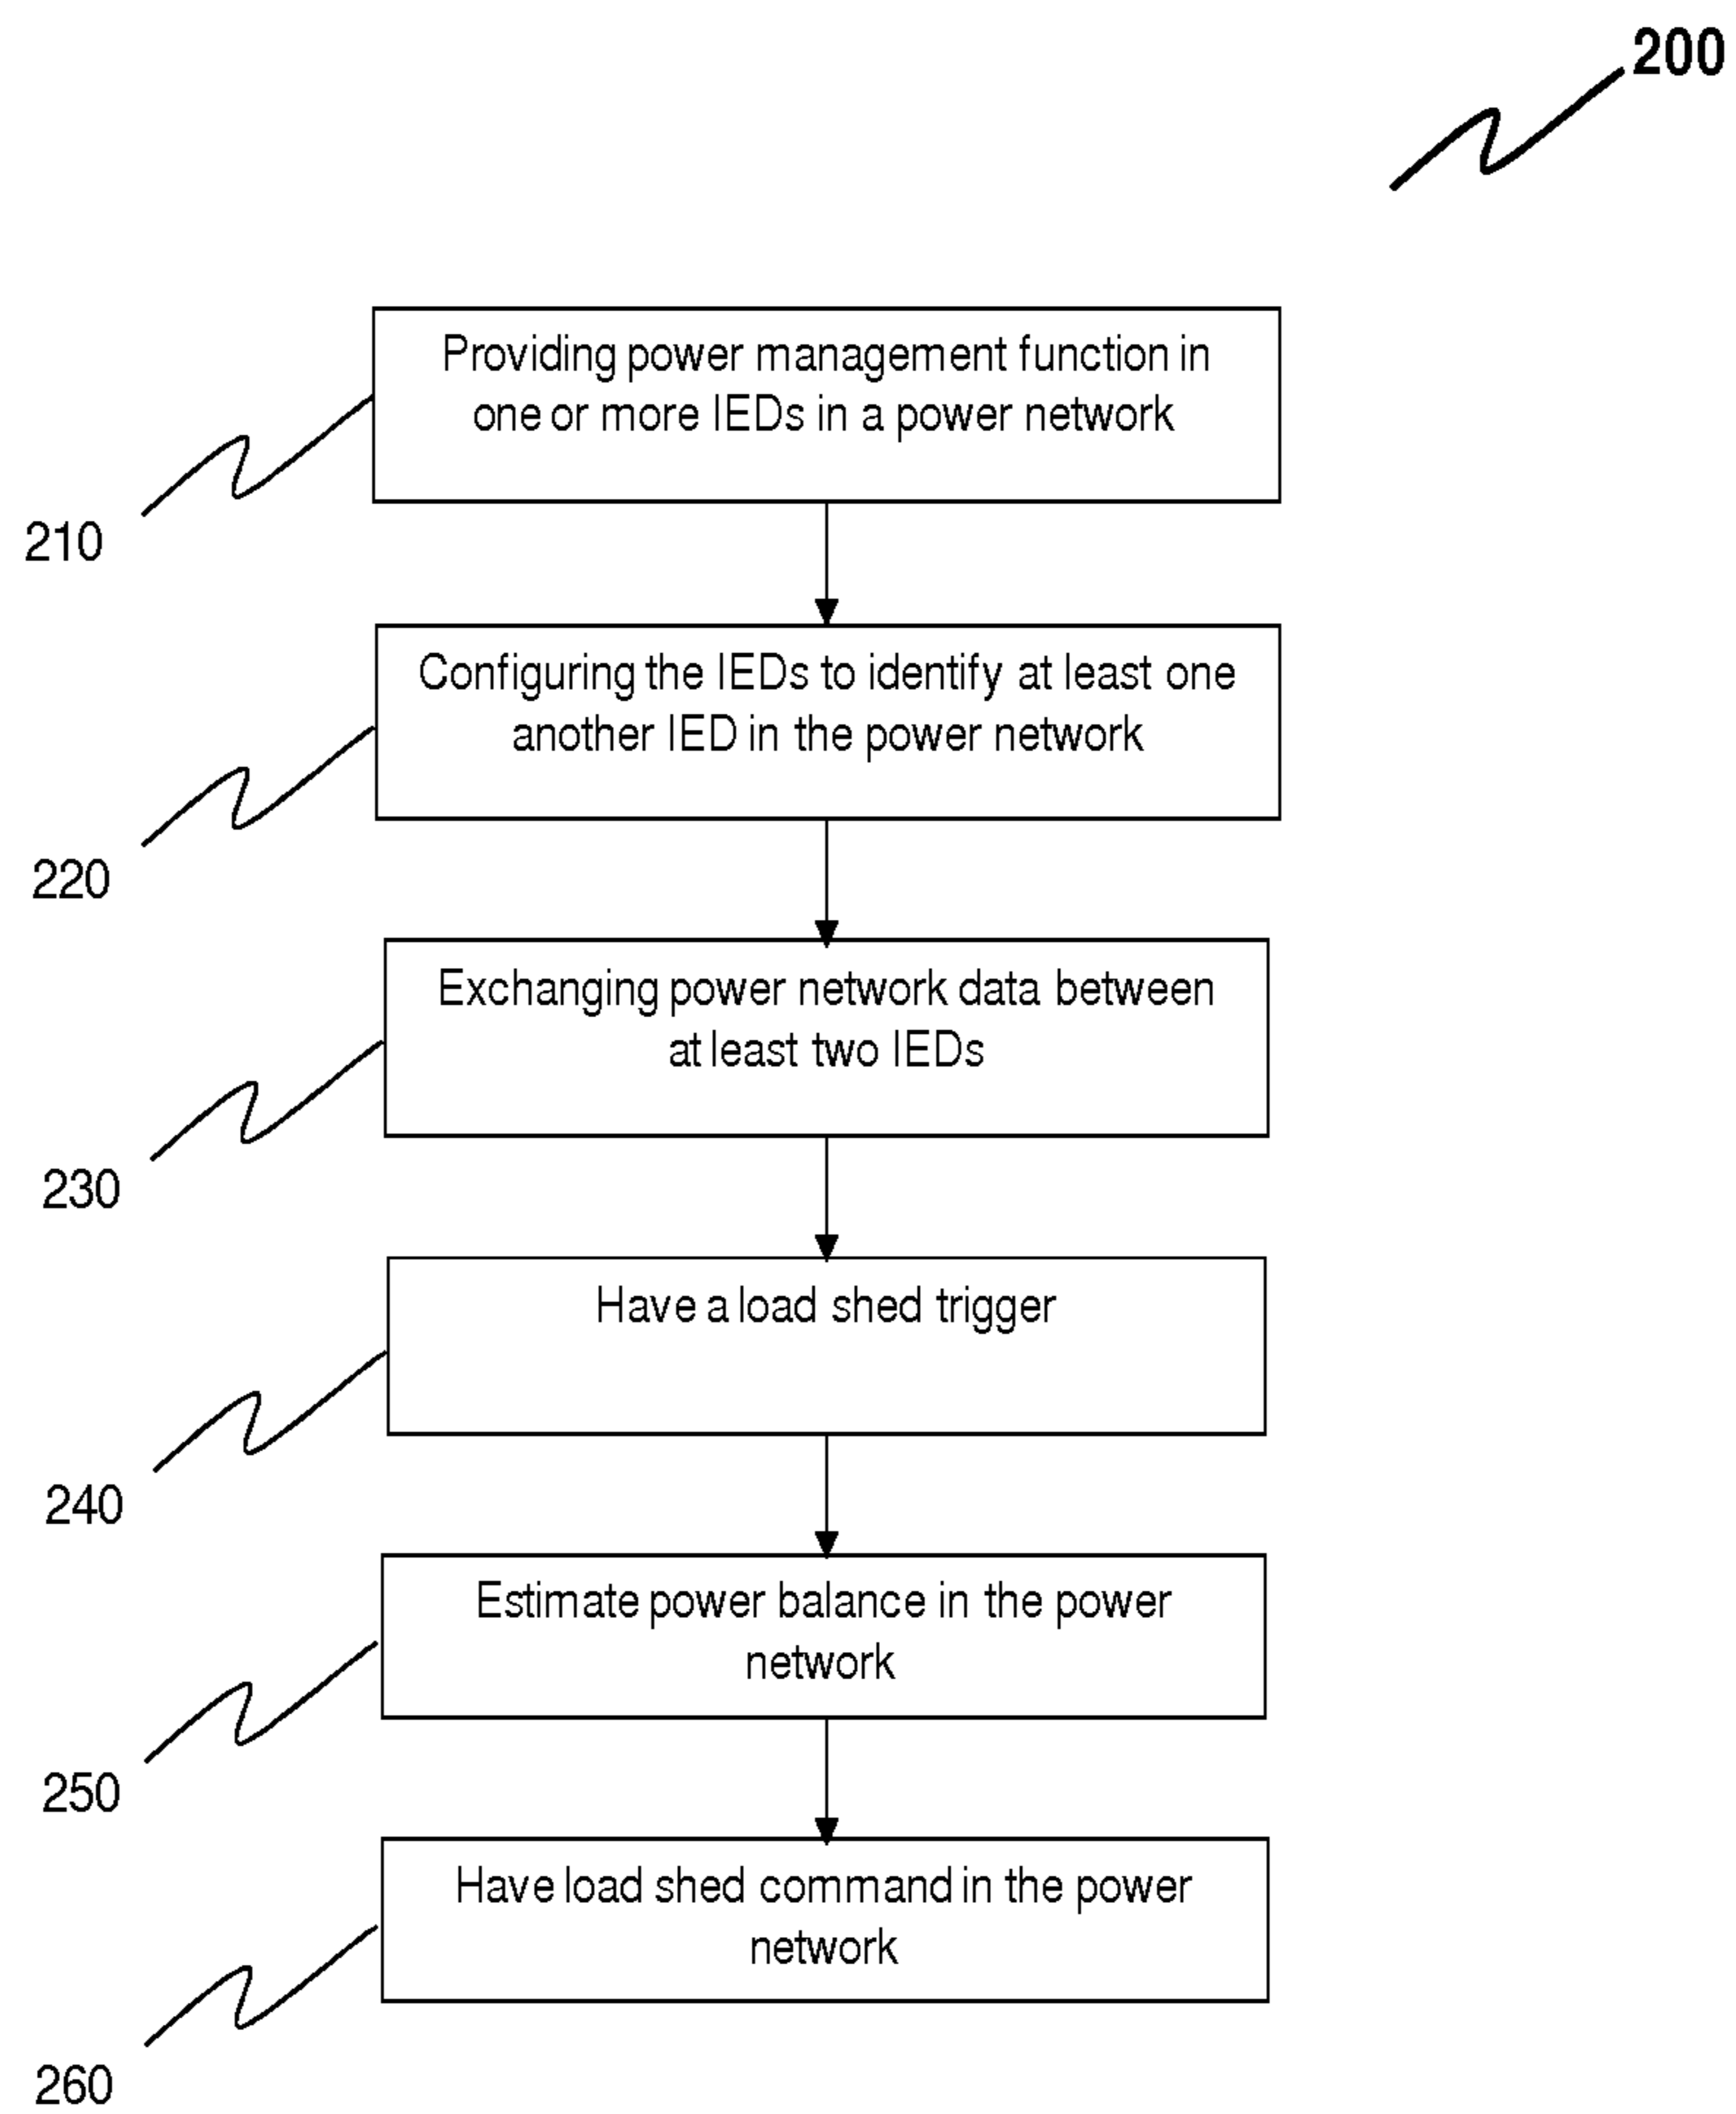 200
Providing power management function in
one or more IEDs in a power network
210
Configuring the IEDs to identify at least one
another IED in the power network
220
Exchanging power network data between
at least two IEDs
230
Have a load shed trigger
240
Estimate power balance in the power
network
250
Have load shed command in the power
network
260